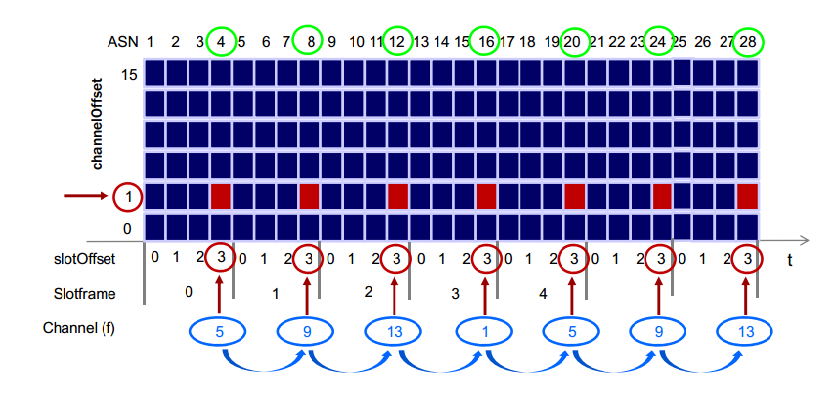 ASN 1 2 3 4 5 6 7 8 9 10 11 12 13 14 15 16 17 18 19 20 21 22 23 24 25 26 27 28
15
channelOffset
1
0
slotOffset 0 1 2 3 0 1 2 3 0 1 2 3 0 1 2 3 0 1 2 3 0 1 2 3 0 1 2 3 t
Slotframe 0 1 2 3 4
Channel (f) 5 9 13 1 5 9 13